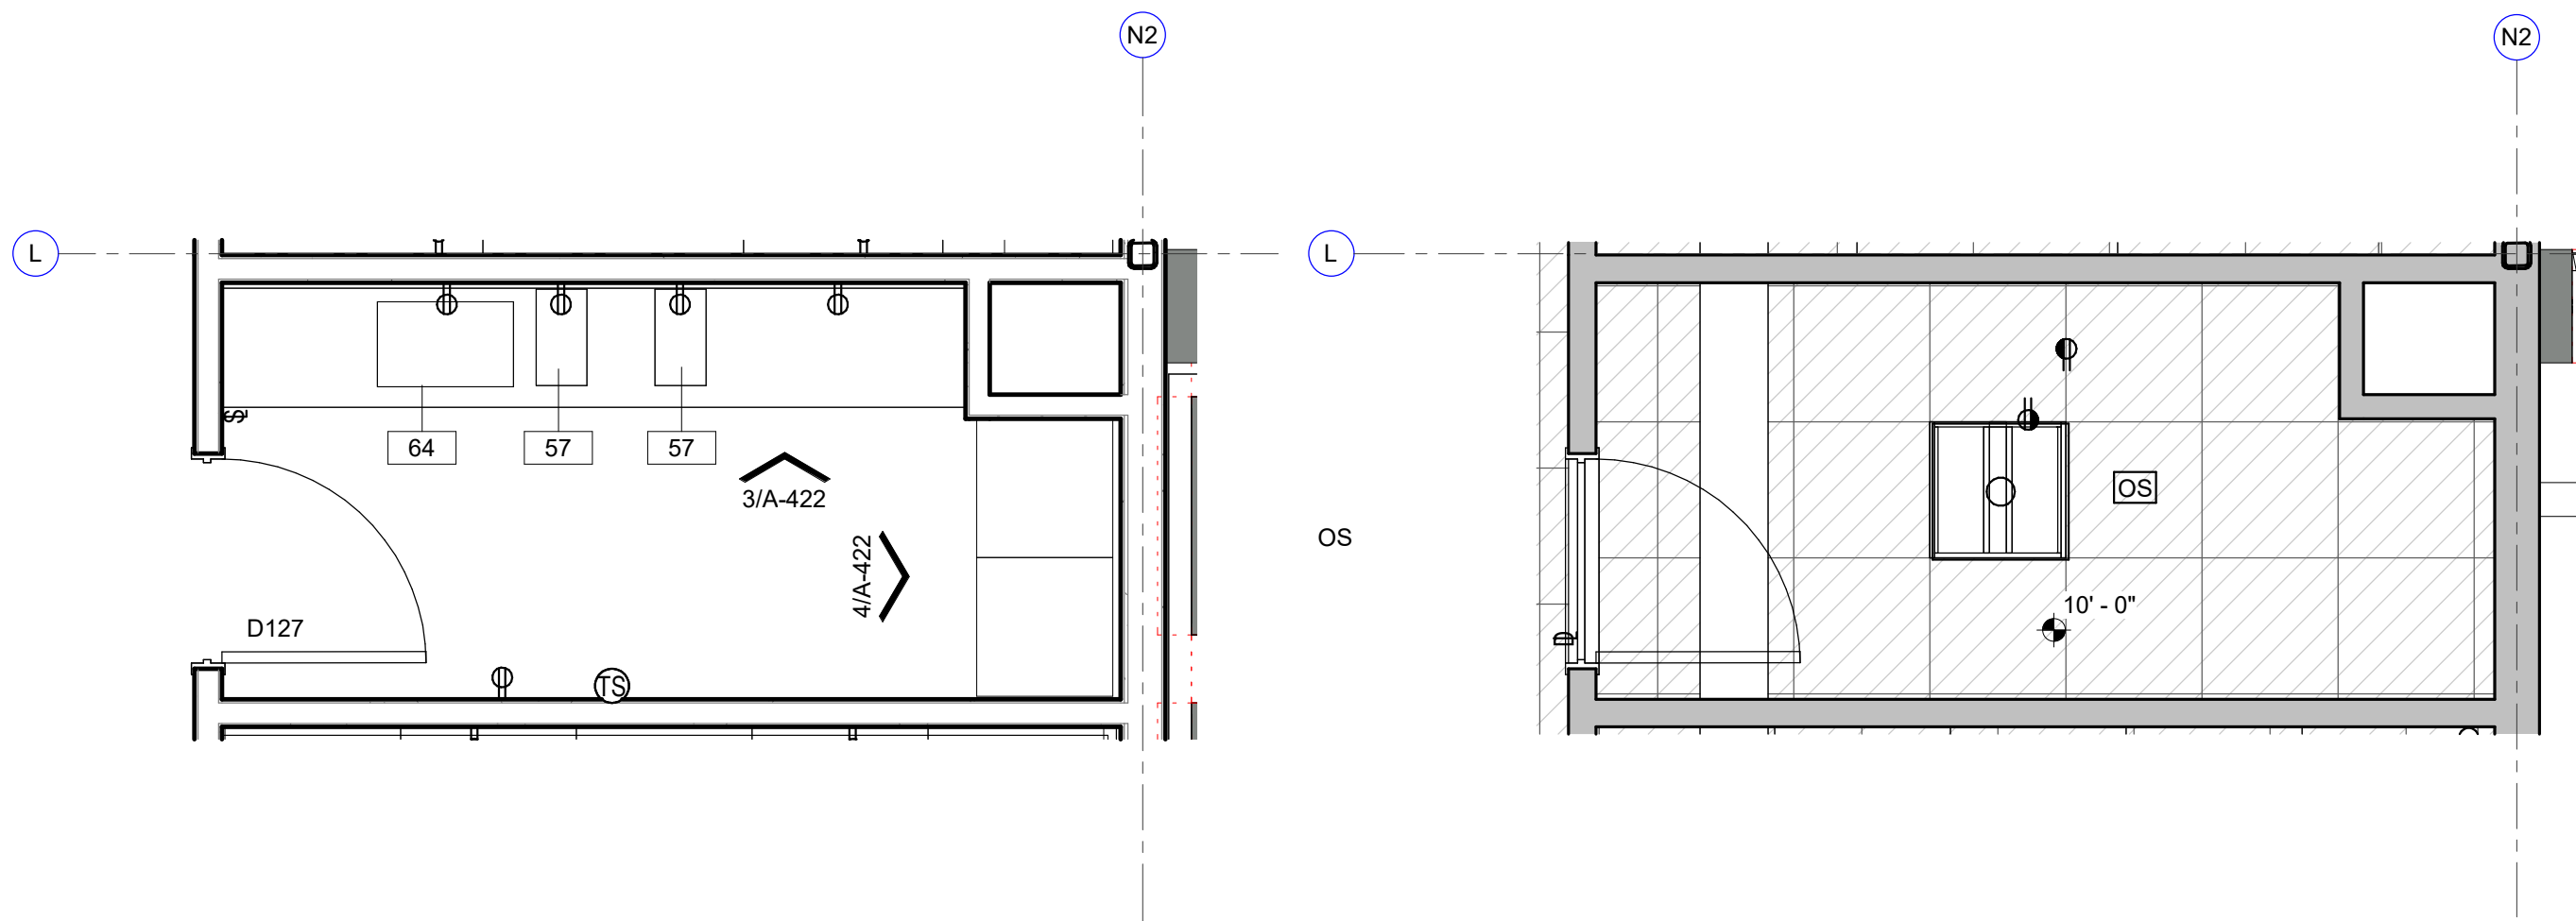 N2
N2
L
L
$
64
57
57
3/A-422
4/A-422
OS
OS
D127
10' - 0"
D
TS